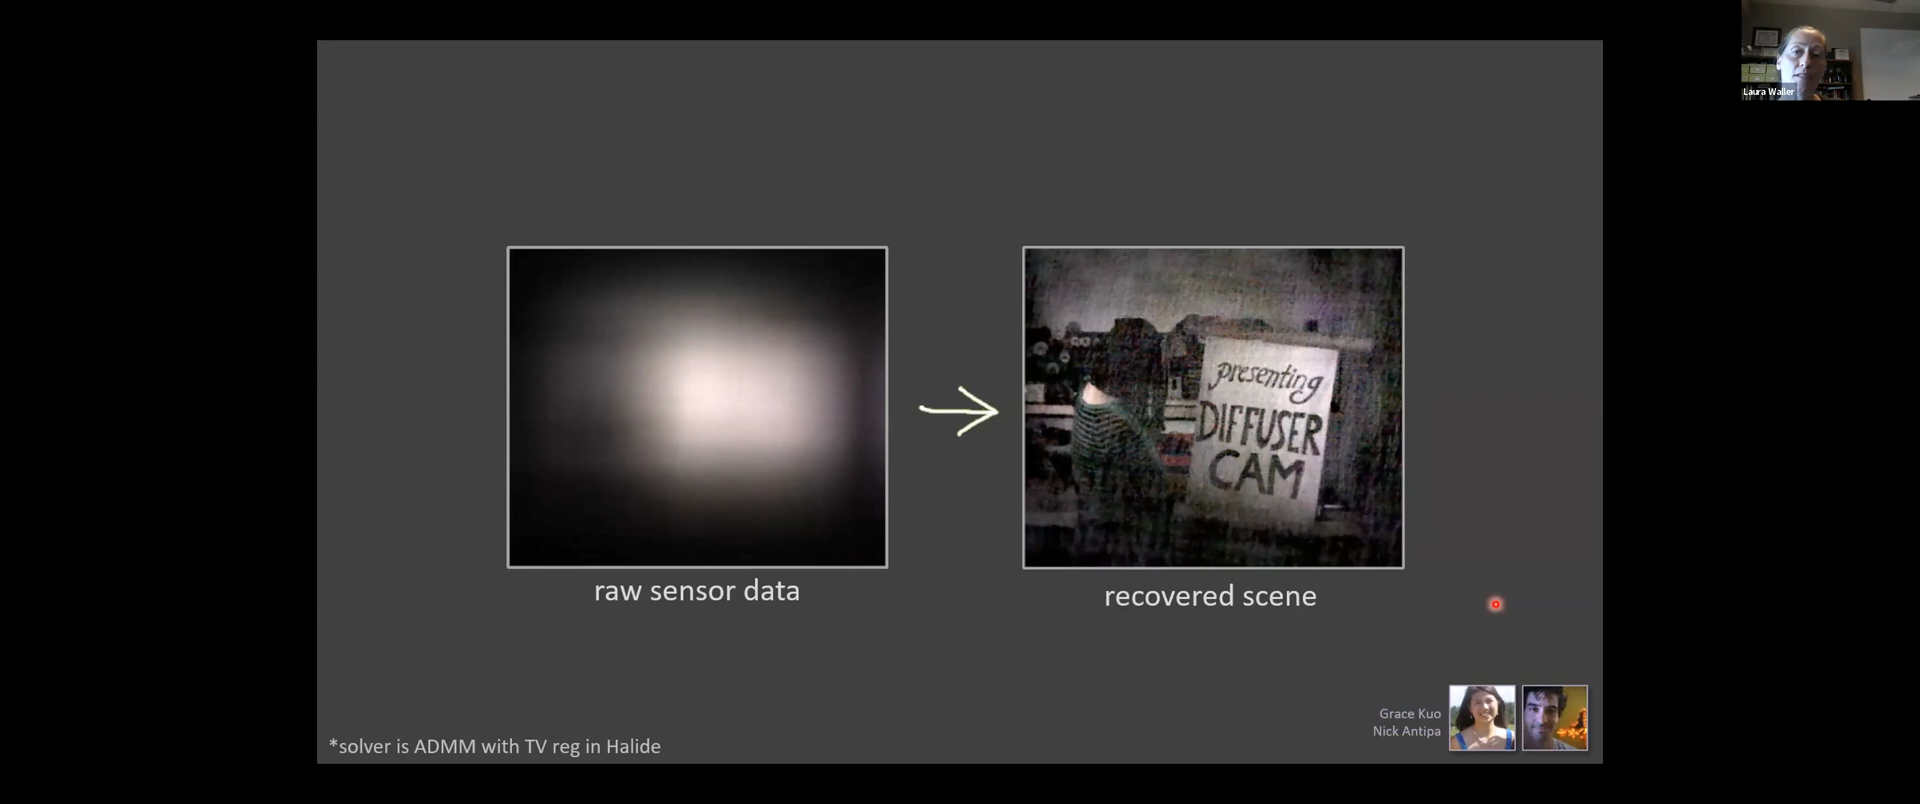 Laura Waller
presenting
DIFFUSER
CAM
raw sensor data
recovered scene
Grace Kuo
Nick Antipa
*solver is ADMM with TV reg in Halide